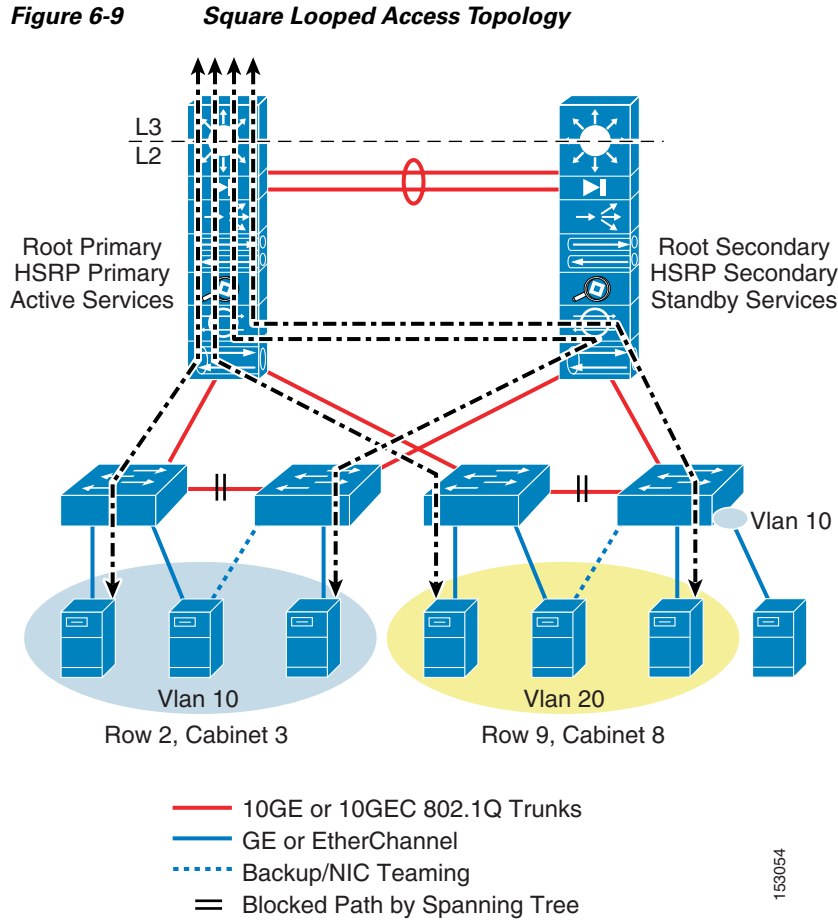 Figure 6-9 Square Looped Access Topology
L3
L2
Root Primary
HSRP Primary
Active Services
Root Secondary
HSRP Secondary
Standby Services
Vlan 10
Vlan 10
Row 2, Cabinet 3
Vlan 20
Row 9, Cabinet 8
10GE or 10GEC 802.1Q Trunks
GE or EtherChannel
Backup/NIC Teaming
Blocked Path by Spanning Tree
153054